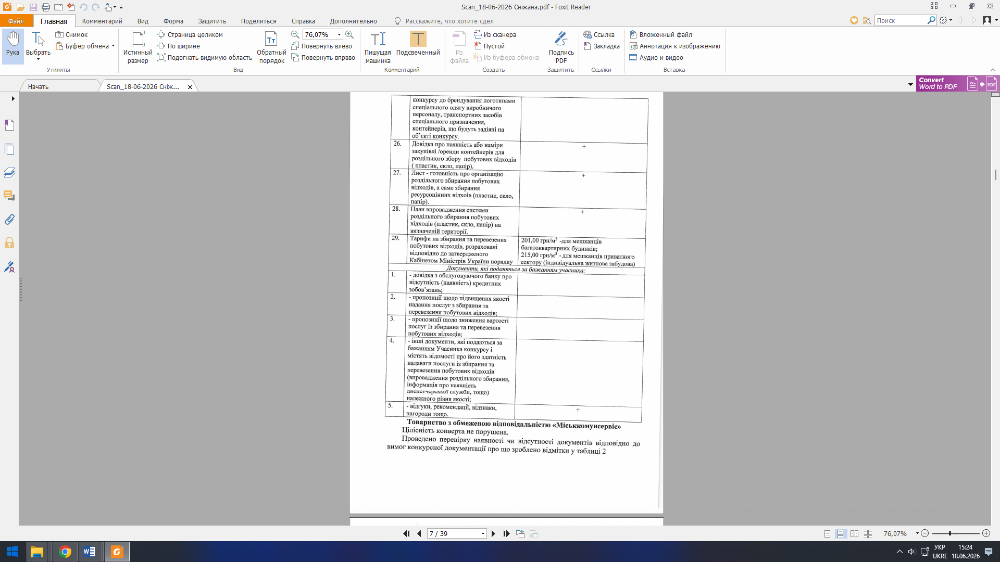 Scan_18-06-2026 Сніжана.pdf - Foxit Reader
Файл
Главная
Комментарий
Вид
Форма
Защитить
Поделиться
Справка
Дополнительно
Расскажите, что хотите сдел
Поиск
Рука
Выбрать
Снимок
Буфер обмена
Утилиты
Истинный размер
Страница целиком
По ширине
Подогнать видимую область
Обратный порядок
76,07%
Повернуть влево
Повернуть вправо
Вид
Пишущая машинка
Подсвеченный
Комментарий
Из файла
Из сканера
Пустой
Из буфера обмена
Создать
Подпись PDF
Защитить
Ссылка
Закладка
Ссылки
Вложенный файл
Аннотация к изображению
Аудио и видео
Вставка
Начать
Scan_18-06-2026 Сніж...
Convert
Word to PDF
W
PDF
конкурсу до брендування логотипами
спеціального одягу виробничого
персоналу, транспортних засобів
спеціального призначення,
контейнерів, що будуть задіяні на
об’єкті конкурсу.
26. Довідка про наявність або наміри +
закупівлі /оренди контейнерів для
роздільного збору побутових відходів
( пластик, скло, папір).
27. Лист - готовність про організацію +
роздільного збирання побутових
відходів, а саме збирання
ресурсоцінних відхоів (пластик, скло,
папір).
28. План впровадження системи +
роздільного збирання побутових
відходів (пластик, скло, папір) на
визначеній території.
29. Тарифи на збирання та перевезення 201,00 грн/м³ -для мешканців
побутових відходів, розраховані багатоквартирних будинків;
відповідно до затвердженого 215,00 грн/м³ - для мешканців приватного
Кабінетом Міністрів України порядку сектору (індивідуальна житлова забудова)
Документи, які подаються за бажанням учасника:
1. - довідка з обслуговуючого банку про
відсутність (наявність) кредитних
зобов’язань;
2. - пропозиції щодо підвищення якості
надання послуг з збирання та
перевезення побутових відходів;
3. - пропозиції щодо зниження вартості
послуг із збирання та перевезення
побутових відходів;
4. - інші документи, які подаються за
бажанням Учасника конкурсу і
містять відомості про його здатність
надавати послуги із збирання та
перевезення побутових відходів
(впровадження роздільного збирання,
інформація про наявність
диспетчерської служби, тощо)
належного рівня якості;
5. - відгуки, рекомендації, відзнаки, +
нагороди тощо.
Товариство з обмеженою відповідальністю «Міськкомунсервіс»
Цілісність конверта не порушена.
Проведено перевірку наявності чи відсутності документів відповідно до
вимог конкурсної документації про що зроблено відмітки у таблиці 2
7 / 39
76,07%
УКР
UKRE
15:24
18.06.2026